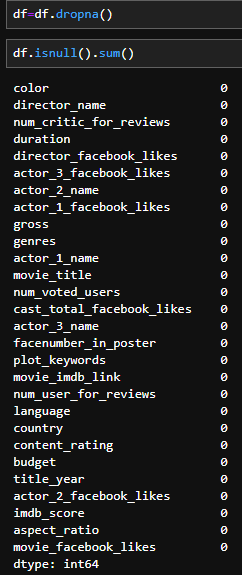 df=df.dropna()
df.isnull().sum()
color 0
director_name 0
num_critic_for_reviews 0
duration 0
director_facebook_likes 0
actor_3_facebook_likes 0
actor_2_name 0
actor_1_facebook_likes 0
gross 0
genres 0
actor_1_name 0
movie_title 0
num_voted_users 0
cast_total_facebook_likes 0
actor_3_name 0
facenumber_in_poster 0
plot_keywords 0
movie_imdb_link 0
num_user_for_reviews 0
language 0
country 0
content_rating 0
budget 0
title_year 0
actor_2_facebook_likes 0
imdb_score 0
aspect_ratio 0
movie_facebook_likes 0
dtype: int64